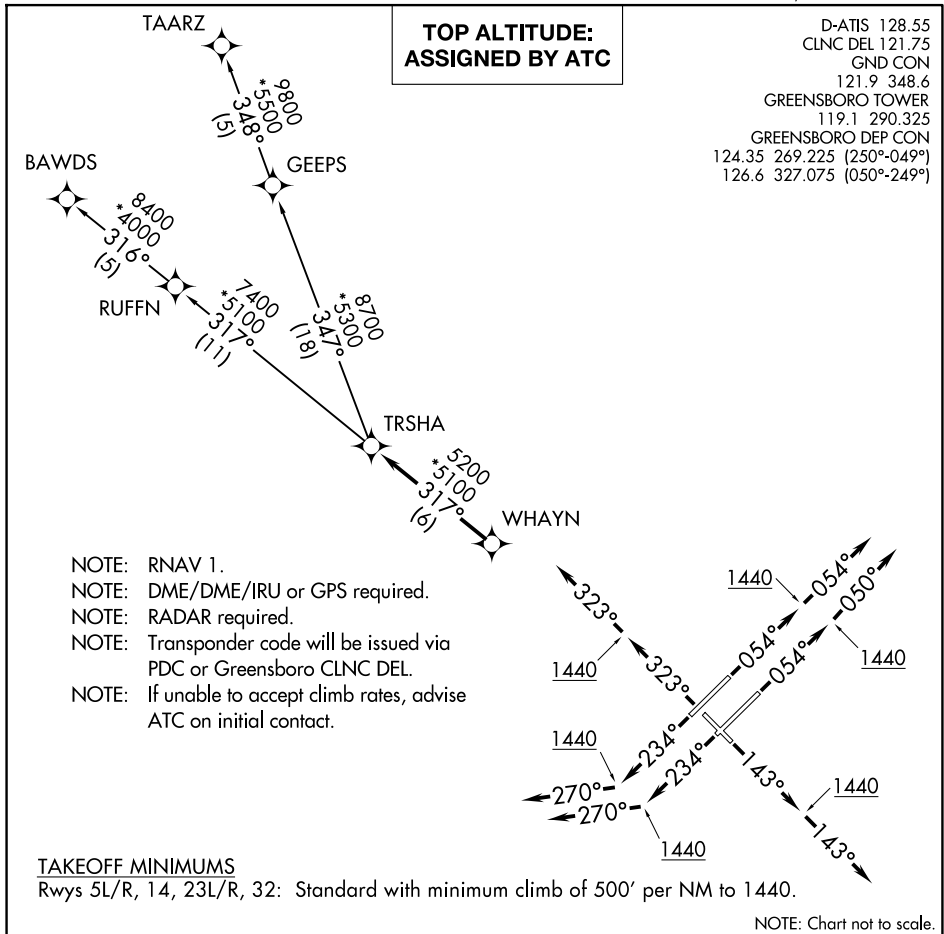 TOP ALTITUDE:
ASSIGNED BY ATC
D-ATIS 128.55
CLNC DEL 121.75
GND CON
121.9 348.6
GREENSBORO TOWER
119.1 290.325
GREENSBORO DEP CON
124.35 269.225 (250°-049°)
126.6 327.075 (050°-249°)
TAARZ
9800
*5500
348°
(5)
GEEPS
BAWDS
8400
*4000
316°
(5)
RUFFN
7400
*5100
317°
(11)
8700
*5300
347°
(18)
TRSHA
5200
*5100
317°
(6)
WHAYN
NOTE: RNAV 1.
NOTE: DME/DME/IRU or GPS required.
NOTE: RADAR required.
NOTE: Transponder code will be issued via
PDC or Greensboro CLNC DEL.
NOTE: If unable to accept climb rates, advise
ATC on initial contact.
323°
1440
323°
1440
054°
054°
050°
054°
1440
1440
234°
270°
234°
270°
1440
143°
1440
143°
TAKEOFF MINIMUMS
Rwys 5L/R, 14, 23L/R, 32: Standard with minimum climb of 500' per NM to 1440.
NOTE: Chart not to scale.